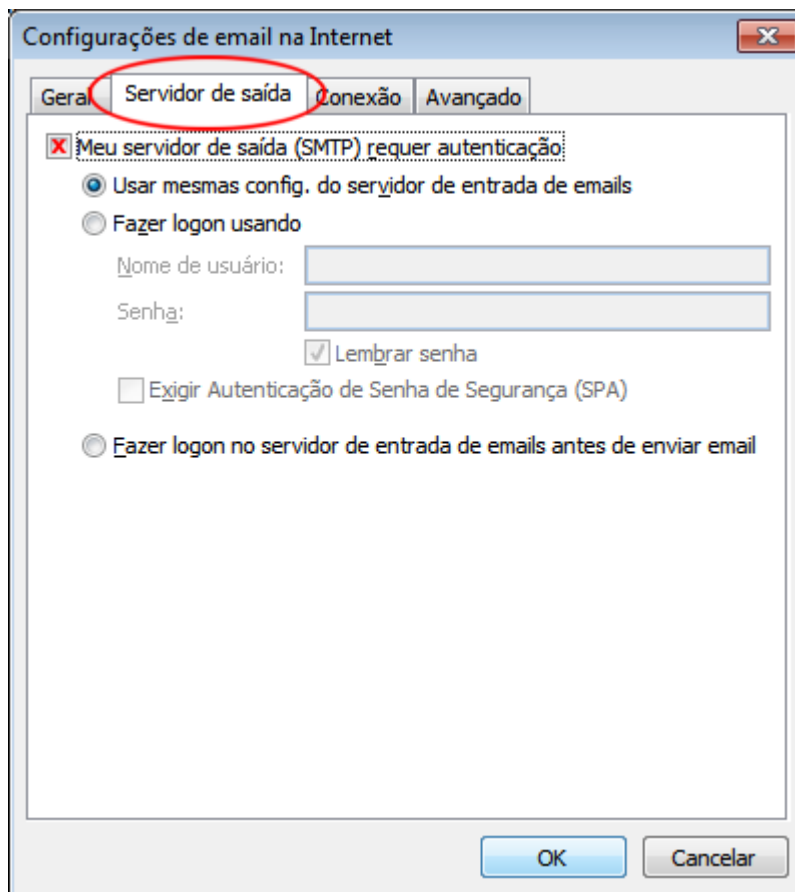 Configurações de email na Internet
Geral Servidor de saída Conexão Avançado
Meu servidor de saída (SMTP) requer autenticação
Usar mesmas config. do servidor de entrada de emails
Fazer logon usando
Nome de usuário:
Senha:
Lembrar senha
Exigir Autenticação de Senha de Segurança (SPA)
Fazer logon no servidor de entrada de emails antes de enviar email
OK Cancelar